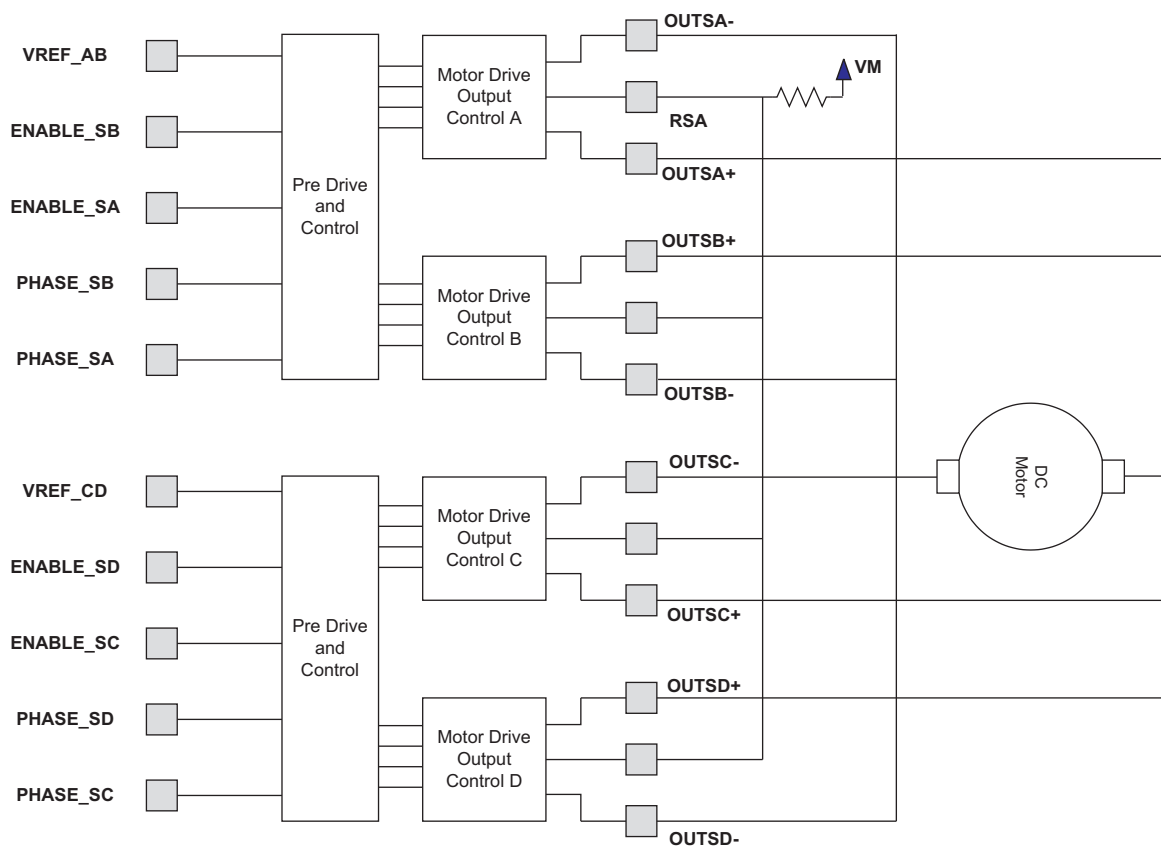 VREF_AB
ENABLE_SB
ENABLE_SA
PHASE_SB
PHASE_SA
Pre Drive
and
Control
Motor Drive
Output
Control A
Motor Drive
Output
Control B
OUTSA-
VM
RSA
OUTSA+
OUTSB+
OUTSB-
VREF_CD
ENABLE_SD
ENABLE_SC
PHASE_SD
PHASE_SC
Pre Drive
and
Control
Motor Drive
Output
Control C
Motor Drive
Output
Control D
OUTSC-
OUTSC+
OUTSD+
OUTSD-
DC
Motor